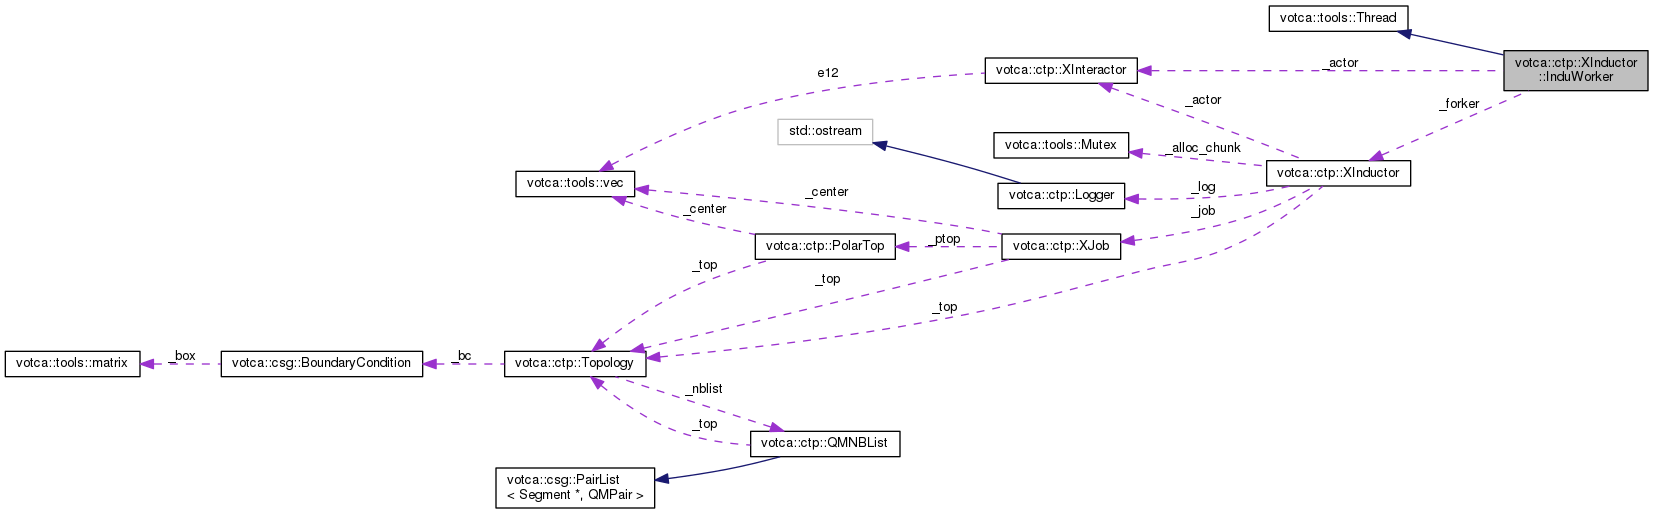 votca::tools::Thread
votca::ctp::XInductor
::InduWorker
_actor
votca::ctp::XInteractor
e12
_actor
_forker
std::ostream
votca::tools::Mutex
_alloc_chunk
votca::ctp::XInductor
votca::tools::vec
_center
votca::ctp::Logger
_log
_center
_job
votca::ctp::PolarTop
_ptop
votca::ctp::XJob
_top
_top
_top
votca::tools::matrix
_box
votca::csg::BoundaryCondition
_bc
votca::ctp::Topology
_nblist
_top
votca::ctp::QMNBList
votca::csg::PairList
< Segment *, QMPair >